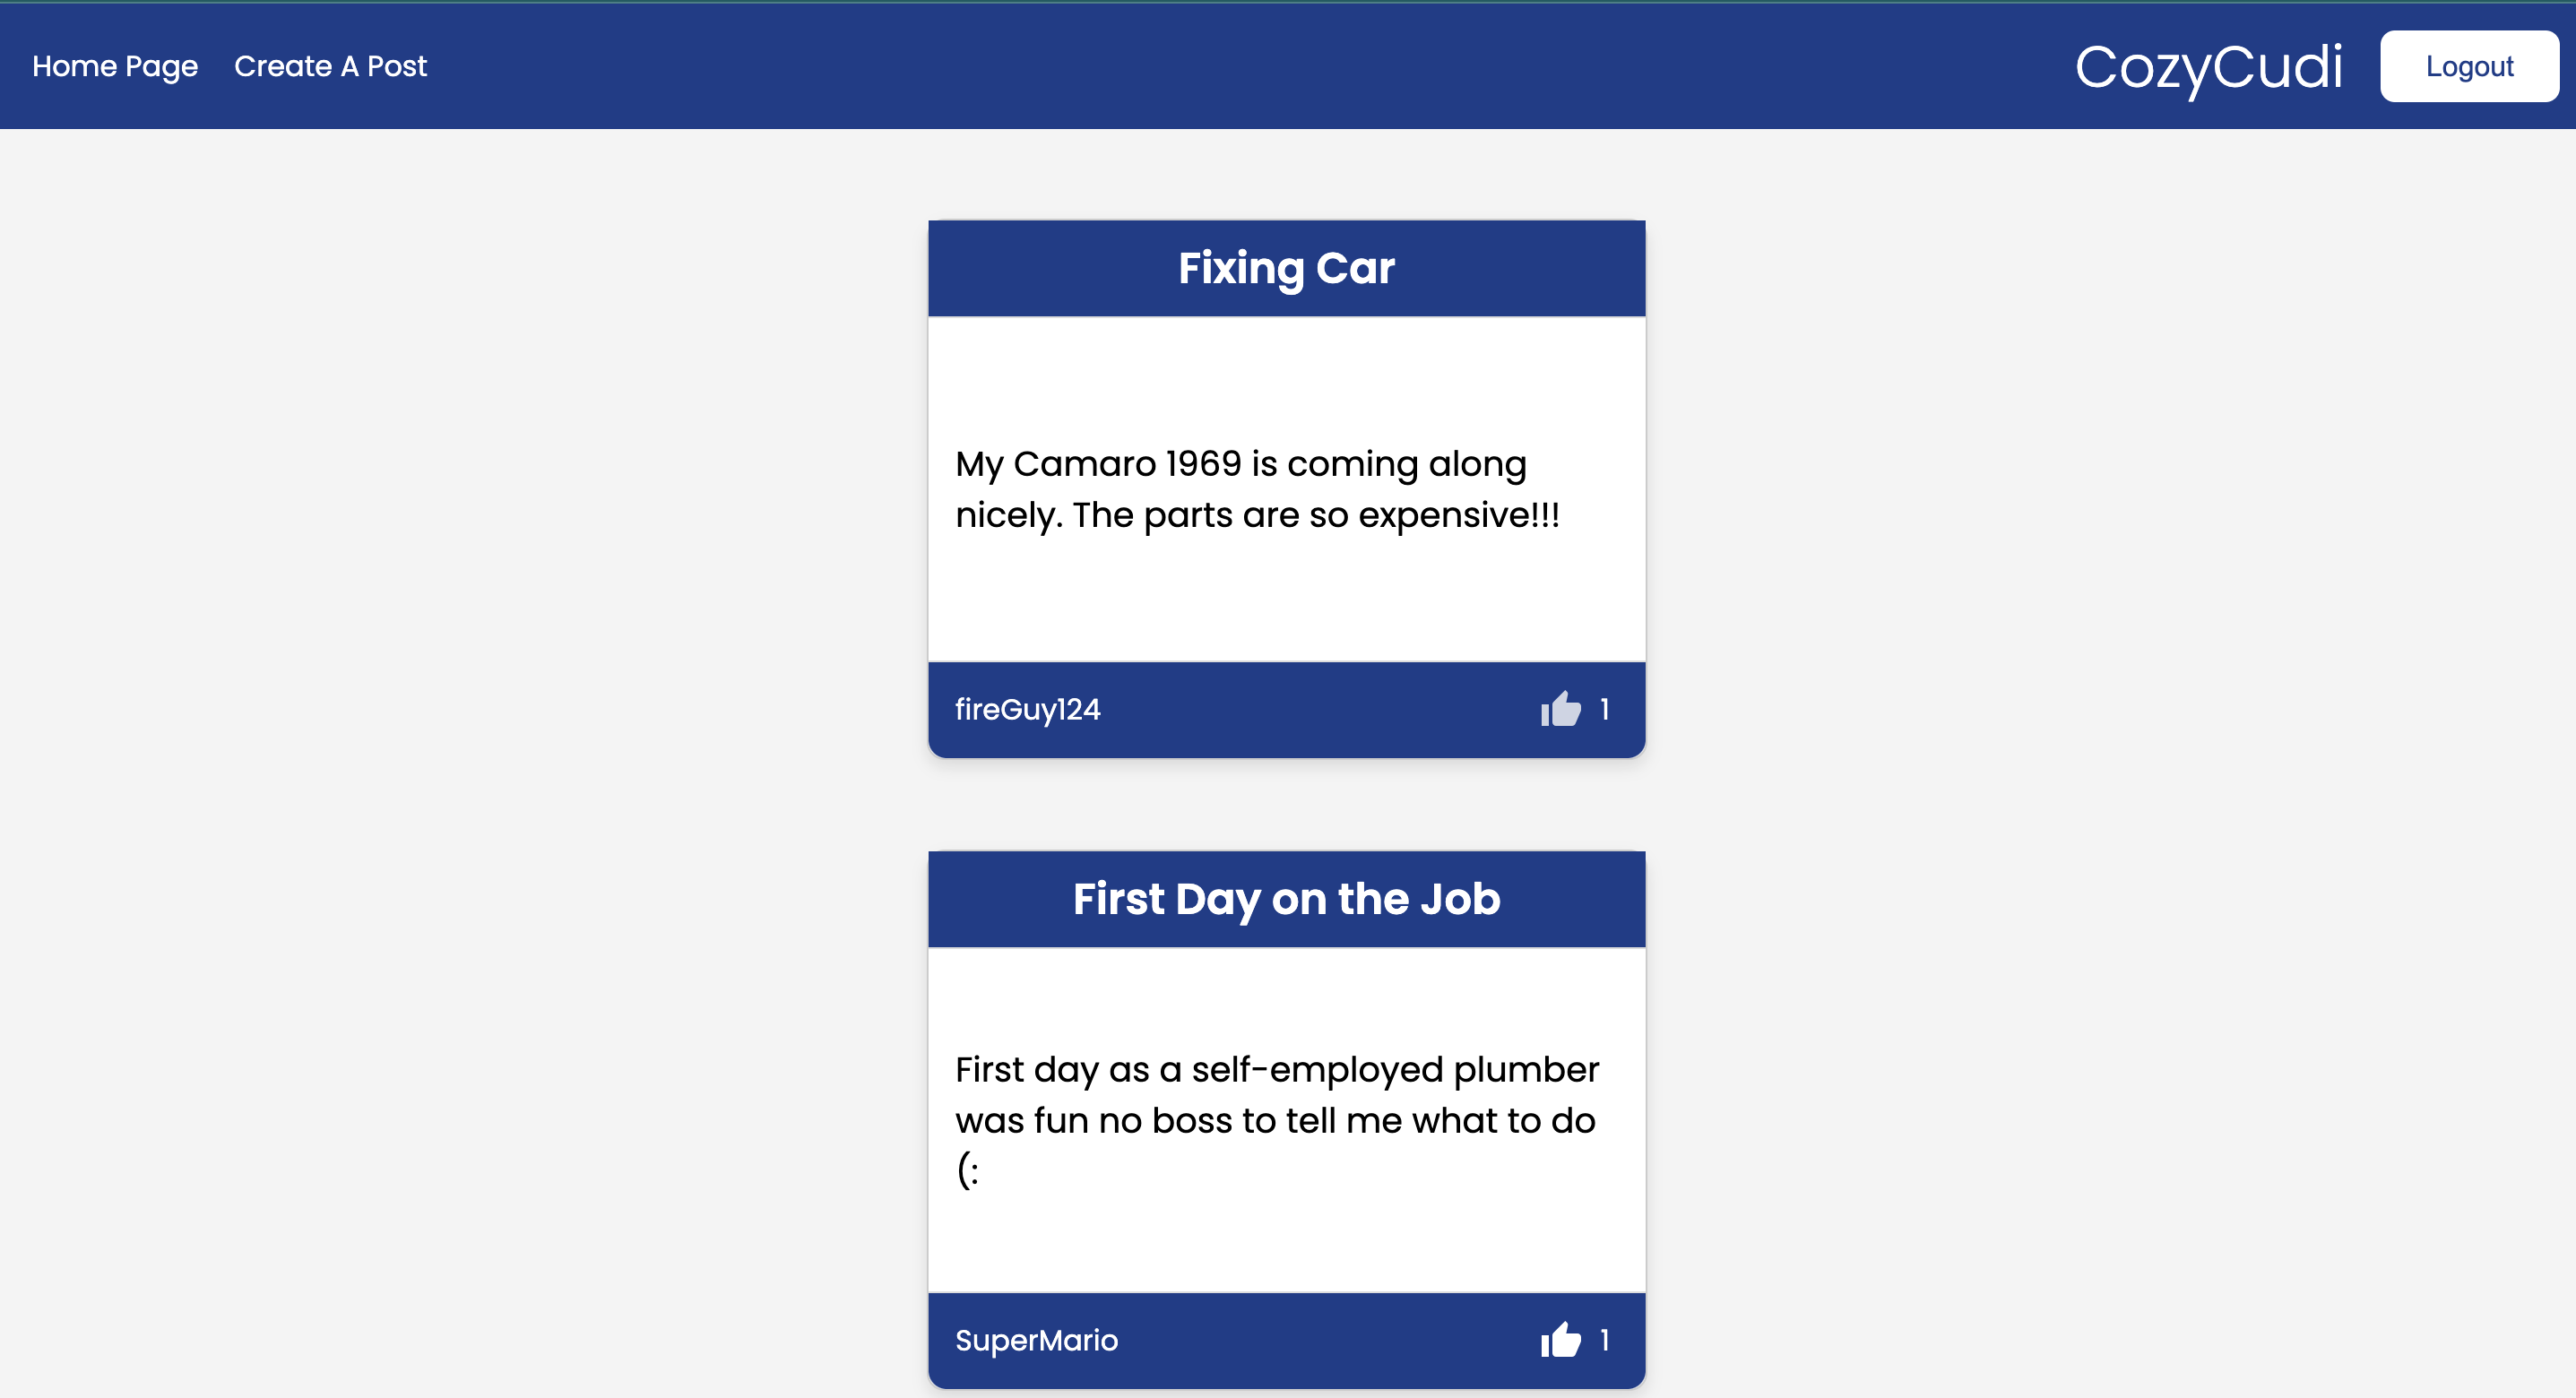 Home Page Create A Post CozyCudi Logout
Fixing Car
My Camaro 1969 is coming along
nicely. The parts are so expensive!!!
fireGuy124 1
First Day on the Job
First day as a self-employed plumber
was fun no boss to tell me what to do
(:
SuperMario 1